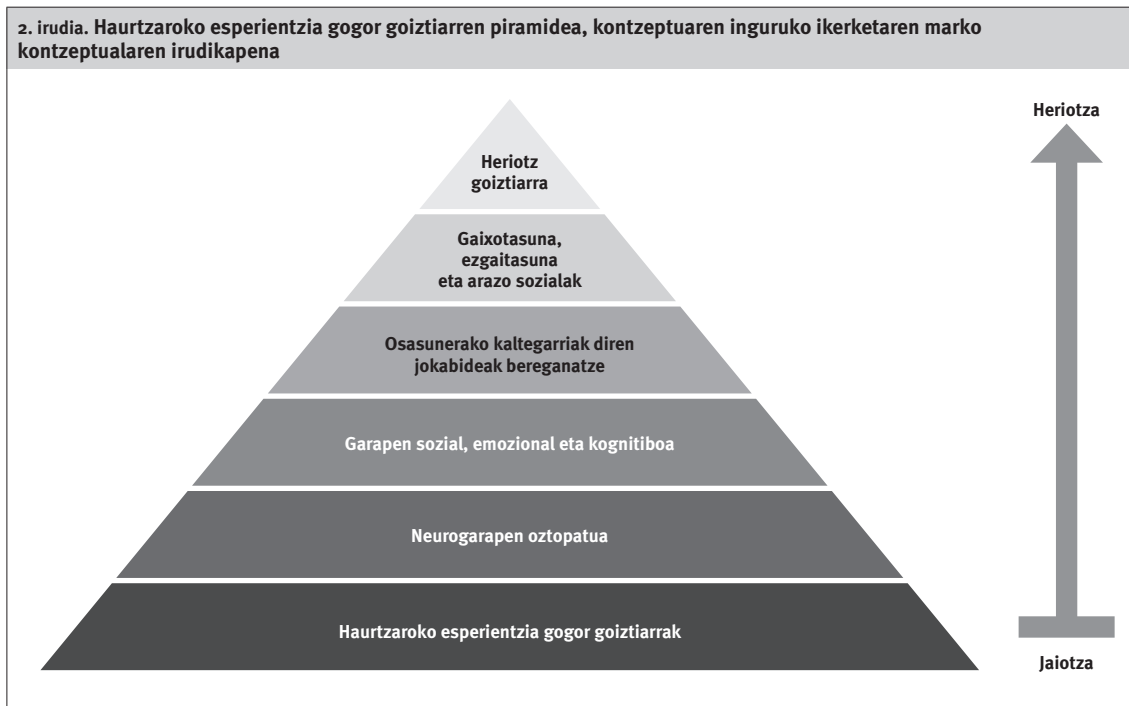 2. irudia. Haurtzaroko esperientzia gogor goiztiarren piramidea, kontzeptuaren inguruko ikerketaren marko
kontzeptualaren irudikapena
Heriotza
Heriotz
goiztiarra
Gaixotasuna,
ezgaitasuna
eta arazo sozialak
Osasunerako kaltegarriak diren
jokabideak bereganatze
Garapen sozial, emozional eta kognitiboa
Neurogarapen oztopatua
Haurtzaroko esperientzia gogor goiztiarrak
Jaiotza